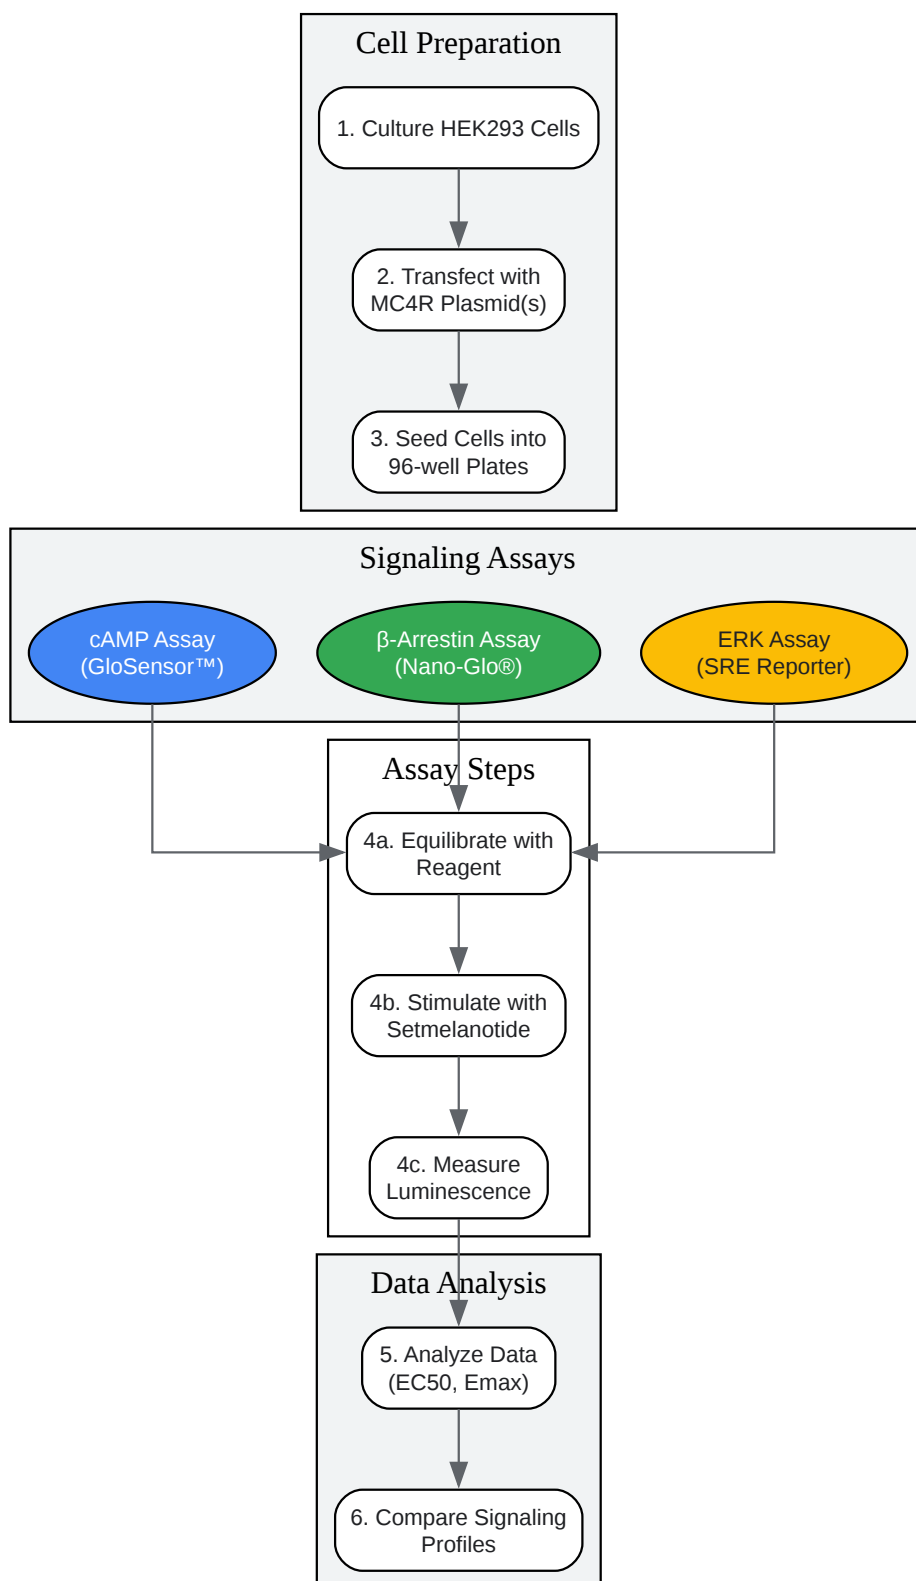 Cell Preparation
1. Culture HEK293 Cells
2. Transfect with
MC4R Plasmid(s)
3. Seed Cells into
96-well Plates
Signaling Assays
cAMP Assay
(GloSensor™)
β-Arrestin Assay
(Nano-Glo®)
ERK Assay
(SRE Reporter)
Assay Steps
4a. Equilibrate with
Reagent
4b. Stimulate with
Setmelanotide
4c. Measure
Luminescence
Data Analysis
5. Analyze Data
(EC50, Emax)
6. Compare Signaling
Profiles